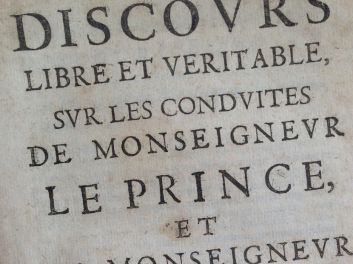 DISCOVRS
LIBRE ET VERITABLE,
SVR LES CONDVITES
DE MONSEIGNEVR
LE PRINCE,
ET
MONSEIGNEVR